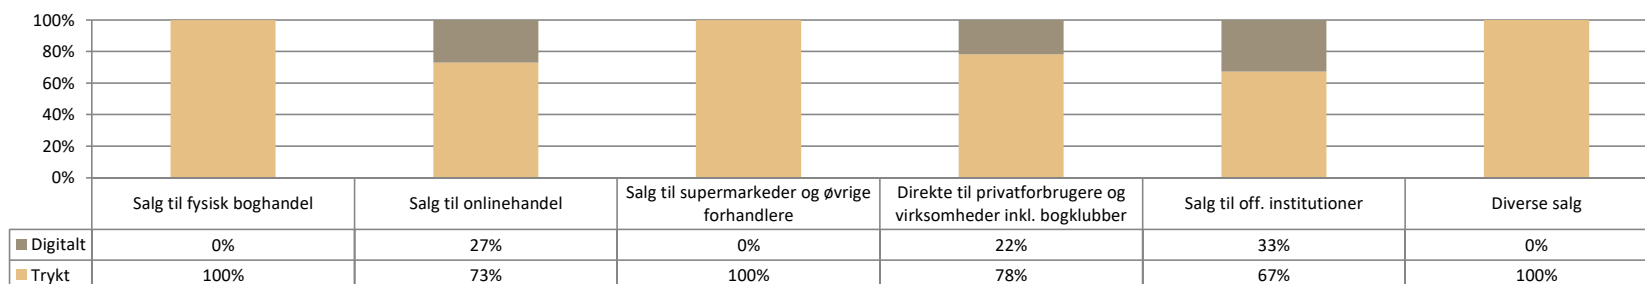 100%
80%
60%
40%
20%
0%
Salg til fysisk boghandel
Salg til onlinehandel
Salg til supermarkeder og øvrige
forhandlere
Direkte til privatforbrugere og
virksomheder inkl. bogklubber
Salg til off. institutioner
Diverse salg
Digitalt 0% 27% 0% 22% 33% 0%
Trykt 100% 73% 100% 78% 67% 100%